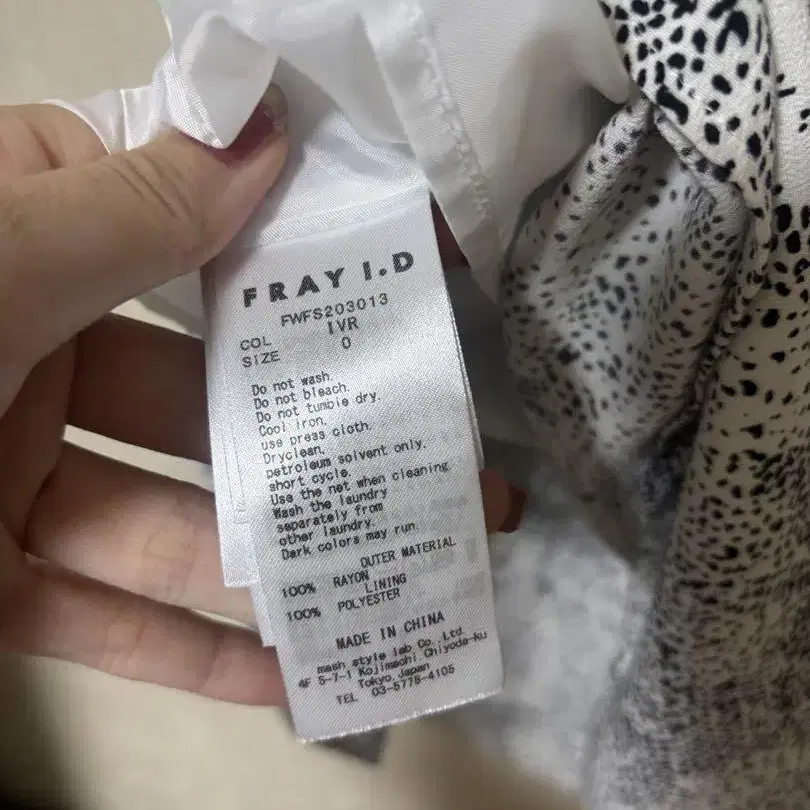 FRAY I.D
FWFS203013
COL IVR
SIZE 0
Do not wash.
Do not bleach.
Do not tumble dry.
Cool iron.
use press cloth.
Dryclean.
petroleum solvent only.
short cycle.
Use the net when cleaning
Wash the laundry
separately from
other laundry.
Dark colors may run.
OUTER MATERIAL
100% RAYON
LINING
100% POLYESTER
MADE IN CHINA
mash style lab Co.,Ltd.
4F 5-7-1 Kojimachi Chiyoda-ku
Tokyo,Japan
TEL 03-5778-4105